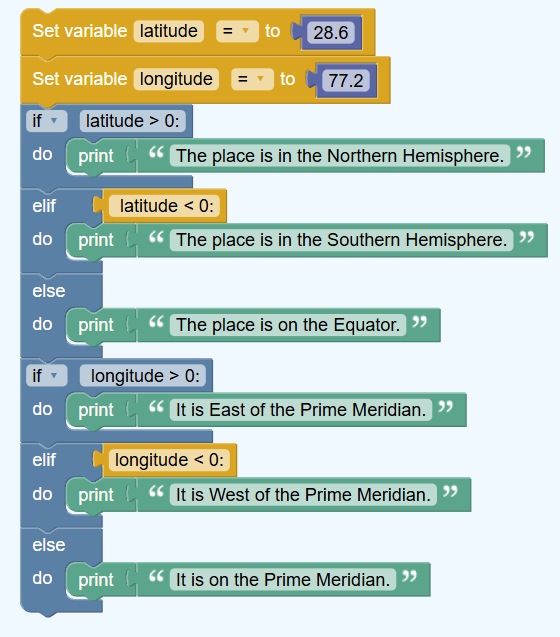 Set variable latitude = to 28.6
Set variable longitude = to 77.2
if latitude > 0:
do print “ The place is in the Northern Hemisphere. ”
elif latitude < 0:
do print “ The place is in the Southern Hemisphere. ”
else
do print “ The place is on the Equator. ”
if longitude > 0:
do print “ It is East of the Prime Meridian. ”
elif longitude < 0:
do print “ It is West of the Prime Meridian. ”
else
do print “ It is on the Prime Meridian. ”